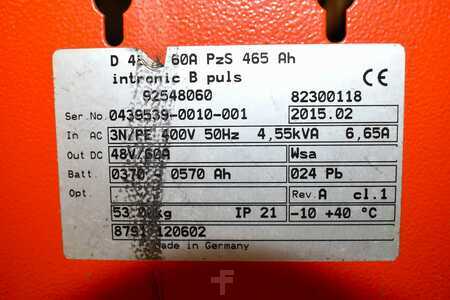 D 60A PzS 465 Ah
intronic B puls
CE
92548060 82300118
Ser.No. 0439539-0010-001 2015.02
In AC 3N/PE 400V 50Hz 4,55kVA 6,65A
Out DC 48V/60A Wsa
Batt. 0370 0570 Ah 024 Pb
Opt. Rev. A cl.1
IP 21 -10 +40 °C
120602
Made in Germany